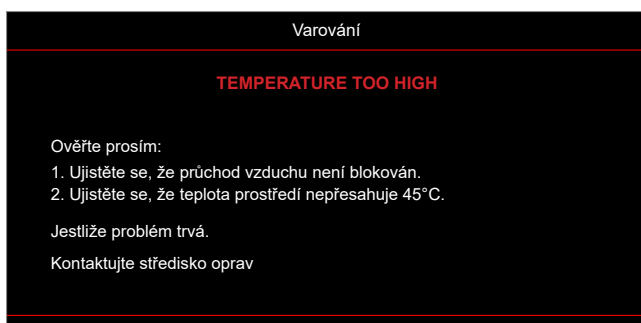 Varování
TEMPERATURE TOO HIGH
Ověřte prosím:
1. Ujistěte se, že průchod vzduchu není blokován.
2. Ujistěte se, že teplota prostředí nepřesahuje 45°C.
Jestliže problém trvá.
Kontaktujte středisko oprav